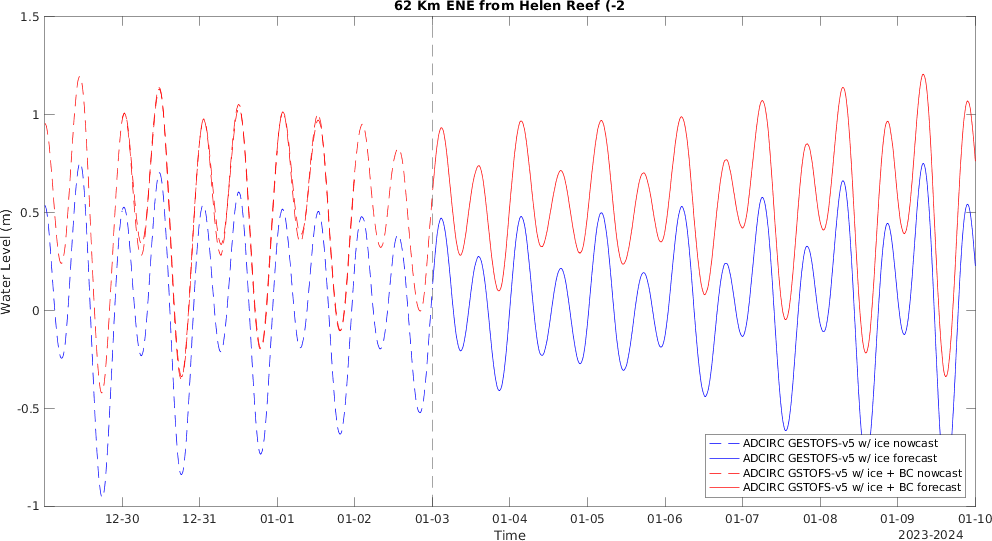 62 Km ENE from Helen Reef (-2
Water Level (m)
1.5
1
0.5
0
-0.5
-1
ADCIRC GESTOFS-v5 w/ ice nowcast
ADCIRC GESTOFS-v5 w/ ice forecast
ADCIRC GSTOFS-v5 w/ ice + BC nowcast
ADCIRC GSTOFS-v5 w/ ice + BC forecast
12-30 12-31 01-01 01-02 01-03 01-04 01-05 01-06 01-07 01-08 01-09 01-10
Time
2023-2024